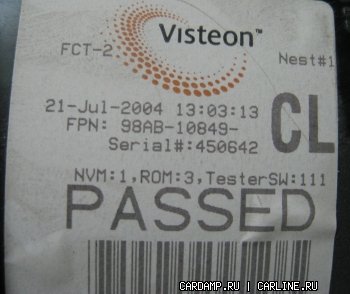 Visteon™
FCT-2
Nest#1
21-Jul-2004 13:03:13
FPN: 98AB-10849-
Serial#:450642
CL
NVM:1,ROM:3,TesterSW:111
PASSED
CARDAMP.RU | CARLINE.RU